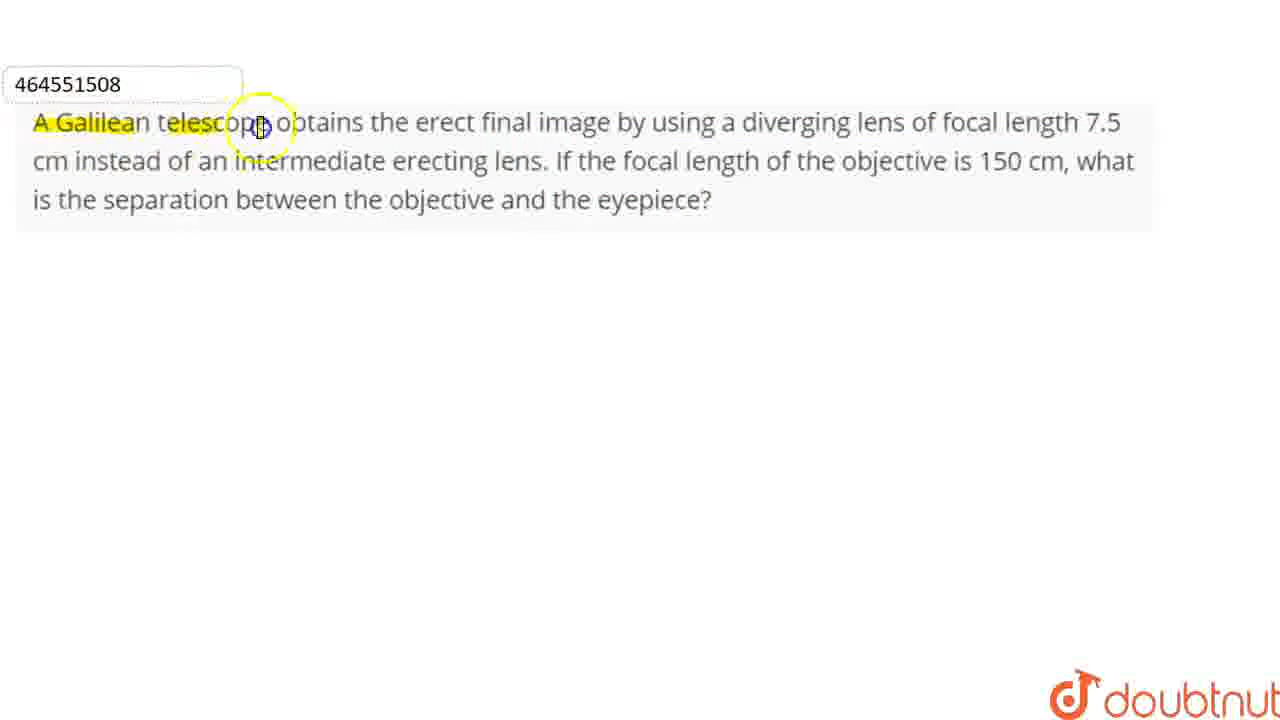 464551508
A Galilean telescope obtains the erect final image by using a diverging lens of focal length 7.5
cm instead of an intermediate erecting lens. If the focal length of the objective is 150 cm, what
is the separation between the objective and the eyepiece?
doubtnut